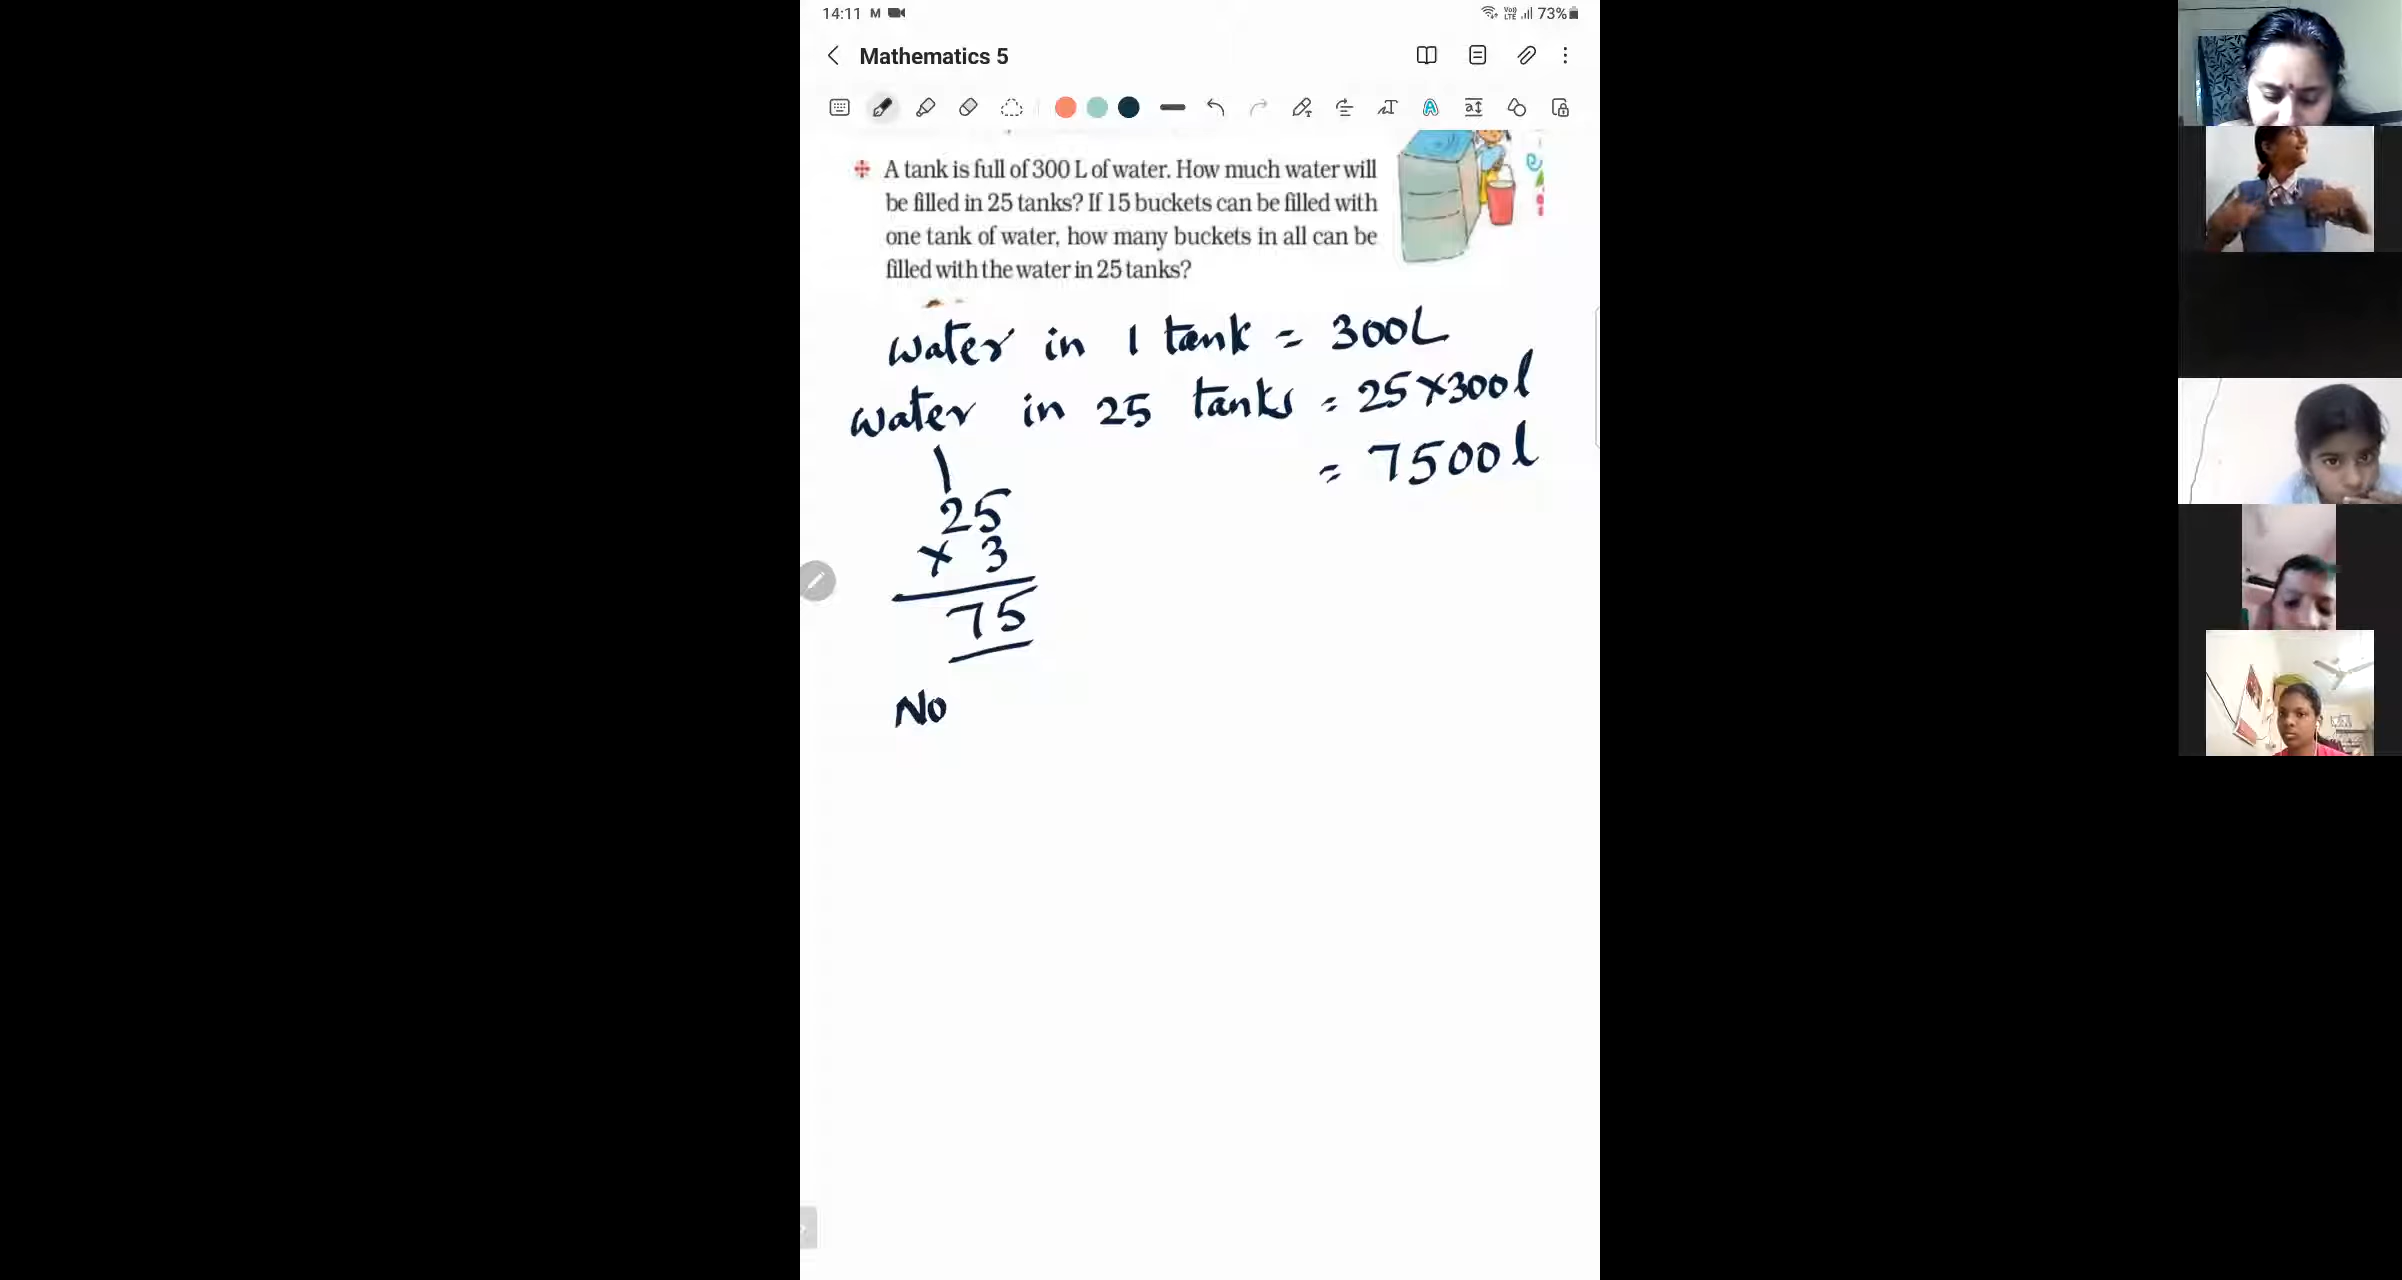 14:11 M 73%
Mathematics 5
A tank is full of 300 L of water. How much water will
be filled in 25 tanks? If 15 buckets can be filled with
one tank of water, how many buckets in all can be
filled with the water in 25 tanks?
water in 1 tank = 300L
water in 25 tanks = 25×300l
= 7500l
1
25
× 3
75
No